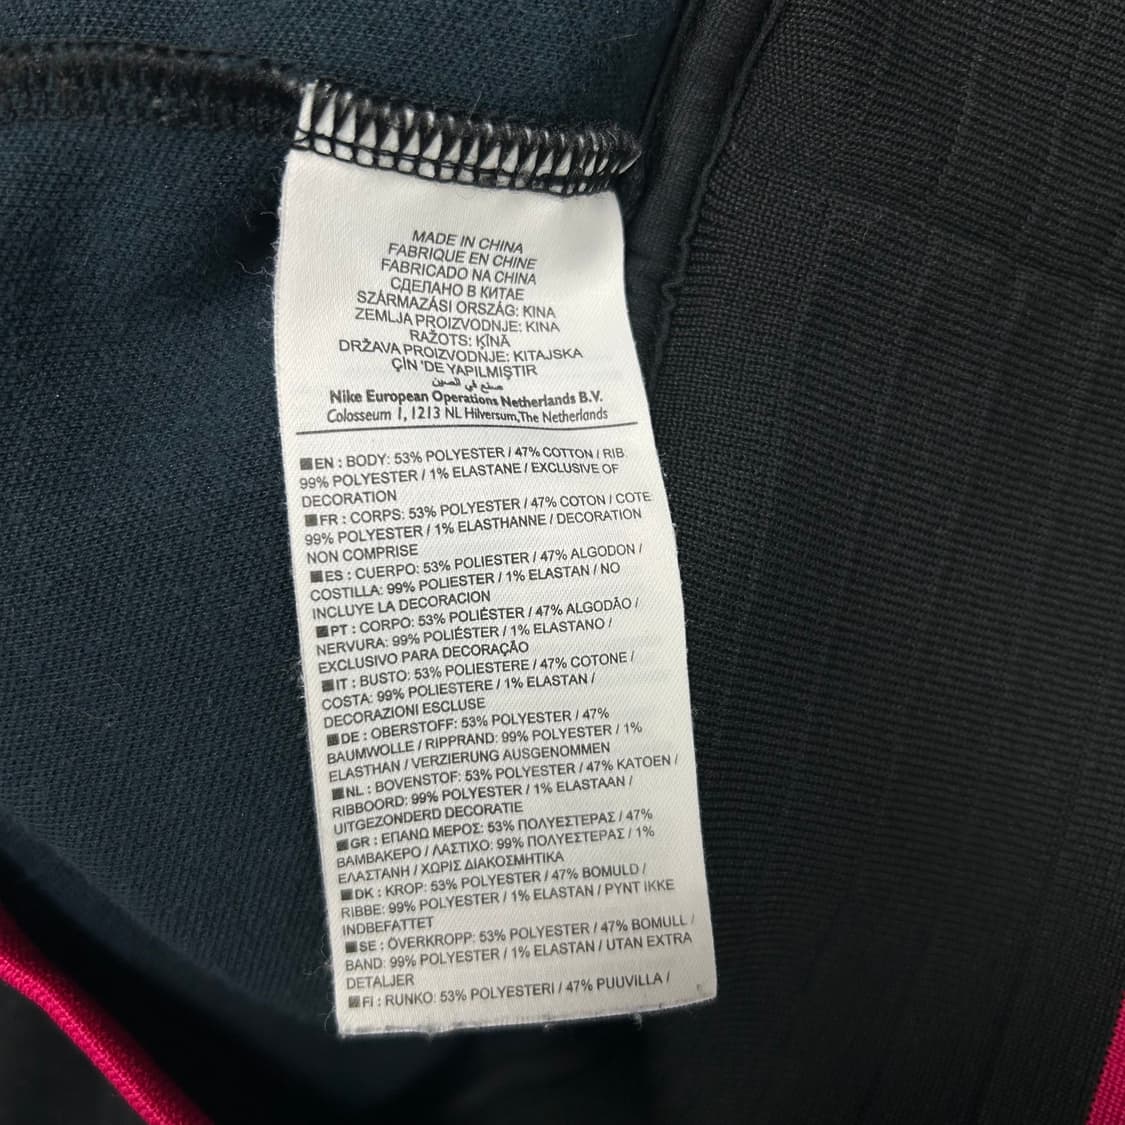 MADE IN CHINA
FABRIQUE EN CHINE
FABRICADO NA CHINA
СДЕЛАНО В КИТАЕ
SZÁRMAZÁSI ORSZÁG: KINA
ZEMLJA PROIZVODNJE: KINA
RAŽOTS: ĶĪNĀ
DRŽAVA PROIZVODNJE: KITAJSKA
ÇİN 'DE YAPILMIŞTIR
صنع في الصين
Nike European Operations Netherlands B.V.
Colosseum 1, 1213 NL Hilversum,The Netherlands
EN : BODY: 53% POLYESTER / 47% COTTON / RIB
99% POLYESTER / 1% ELASTANE / EXCLUSIVE OF
DECORATION
FR : CORPS: 53% POLYESTER / 47% COTON / COTE
99% POLYESTER / 1% ELASTHANNE / DECORATION
NON COMPRISE
ES : CUERPO: 53% POLIESTER / 47% ALGODON /
COSTILLA: 99% POLIESTER / 1% ELASTAN / NO
INCLUYE LA DECORACION
PT : CORPO: 53% POLIÉSTER / 47% ALGODÃO /
NERVURA: 99% POLIÉSTER / 1% ELASTANO /
EXCLUSIVO PARA DECORAÇÃO
IT : BUSTO: 53% POLIESTERE / 47% COTONE /
COSTA: 99% POLIESTERE / 1% ELASTAN /
DECORAZIONI ESCLUSE
DE : OBERSTOFF: 53% POLYESTER / 47%
BAUMWOLLE / RIPPRAND: 99% POLYESTER / 1%
ELASTHAN / VERZIERUNG AUSGENOMMEN
NL : BOVENSTOF: 53% POLYESTER / 47% KATOEN /
RIBBOORD: 99% POLYESTER / 1% ELASTAAN /
UITGEZONDERD DECORATIE
GR : ΕΠΑΝΩ ΜΕΡΟΣ: 53% ΠΟΛΥΕΣΤΕΡΑΣ / 47%
ΒΑΜΒΑΚΕΡΟ / ΛΑΣΤΙΧΟ: 99% ΠΟΛΥΕΣΤΕΡΑΣ / 1%
ΕΛΑΣΤΑΝΗ / ΧΩΡΙΣ ΔΙΑΚΟΣΜΗΤΙΚΑ
DK : KROP: 53% POLYESTER / 47% BOMULD /
RIBBE: 99% POLYESTER / 1% ELASTAN / PYNT IKKE
INDBEFATTET
SE : ÖVERKROPP: 53% POLYESTER / 47% BOMULL /
BAND: 99% POLYESTER / 1% ELASTAN / UTAN EXTRA
DETALJER
FI : RUNKO: 53% POLYESTERI / 47% PUUVILLA /